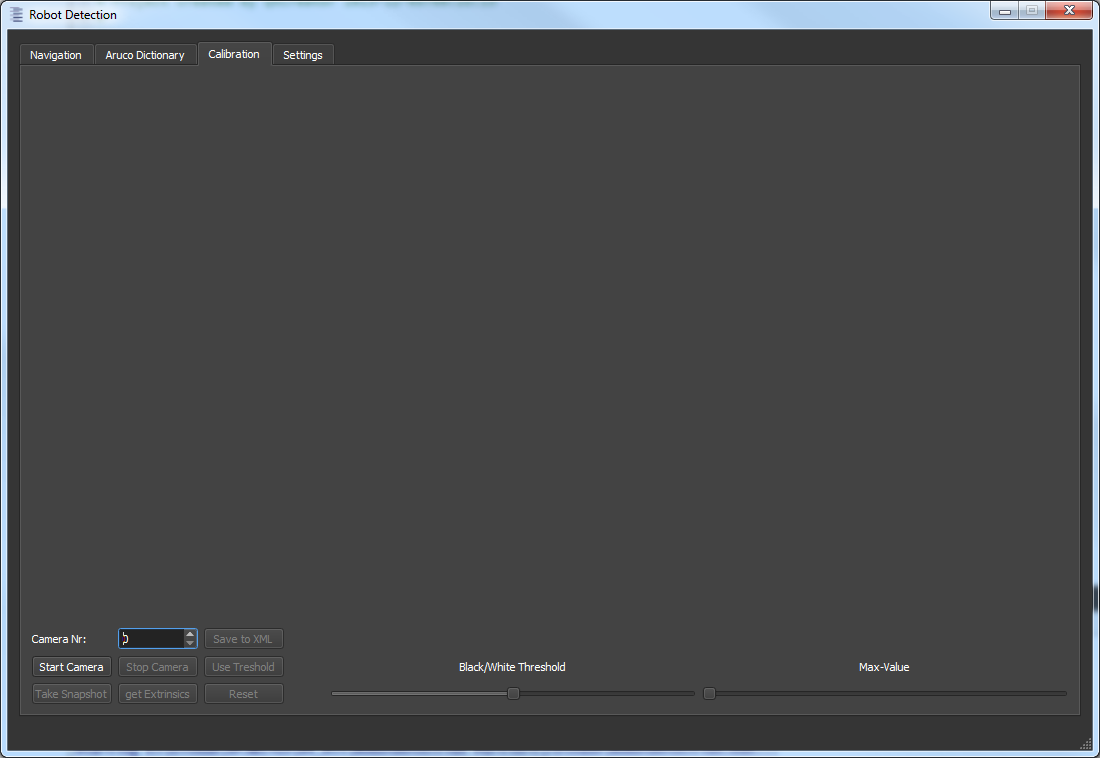 Robot Detection
Navigation
Aruco Dictionary
Calibration
Settings
Camera Nr:
Save to XML
Start Camera
Stop Camera
Use Treshold
Black/White Threshold
Max-Value
Take Snapshot
get Extrinsics
Reset